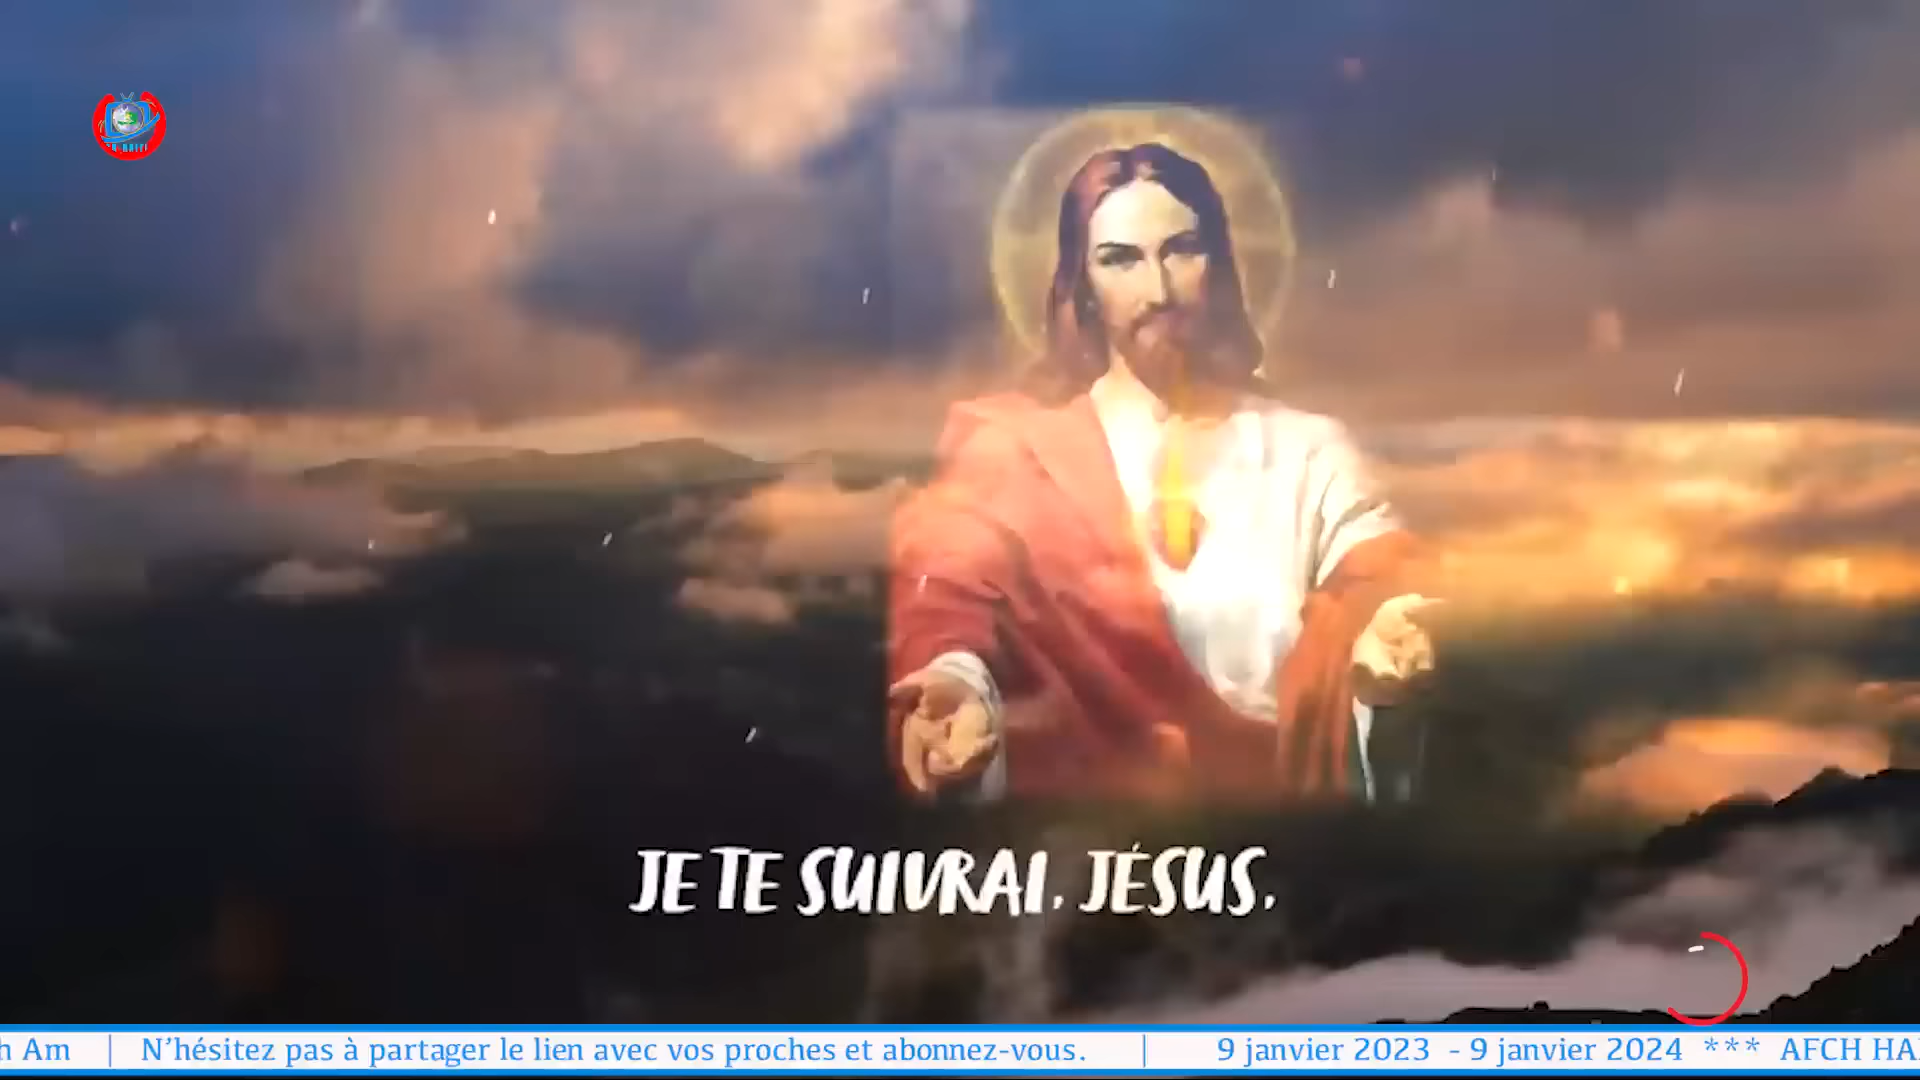 JE TE SUIVRAI, JÉSUS,
h Am | N'hésitez pas à partager le lien avec vos proches et abonnez-vous. | 9 janvier 2023 - 9 janvier 2024 *** AFCH HA